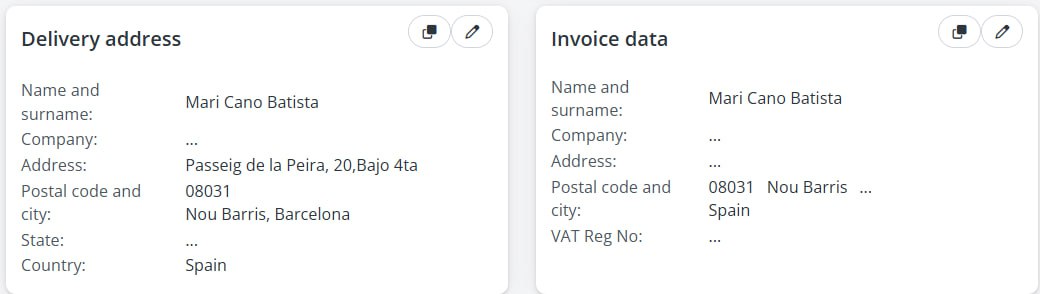 Delivery address
Name and
surname:
Mari Cano Batista
Company:
...
Address:
Passeig de la Peira, 20,Bajo 4ta
Postal code and
city:
08031
Nou Barris, Barcelona
State:
...
Country:
Spain
Invoice data
Name and
surname:
Mari Cano Batista
Company:
...
Address:
...
Postal code and
city:
08031 Nou Barris ...
Spain
VAT Reg No:
...